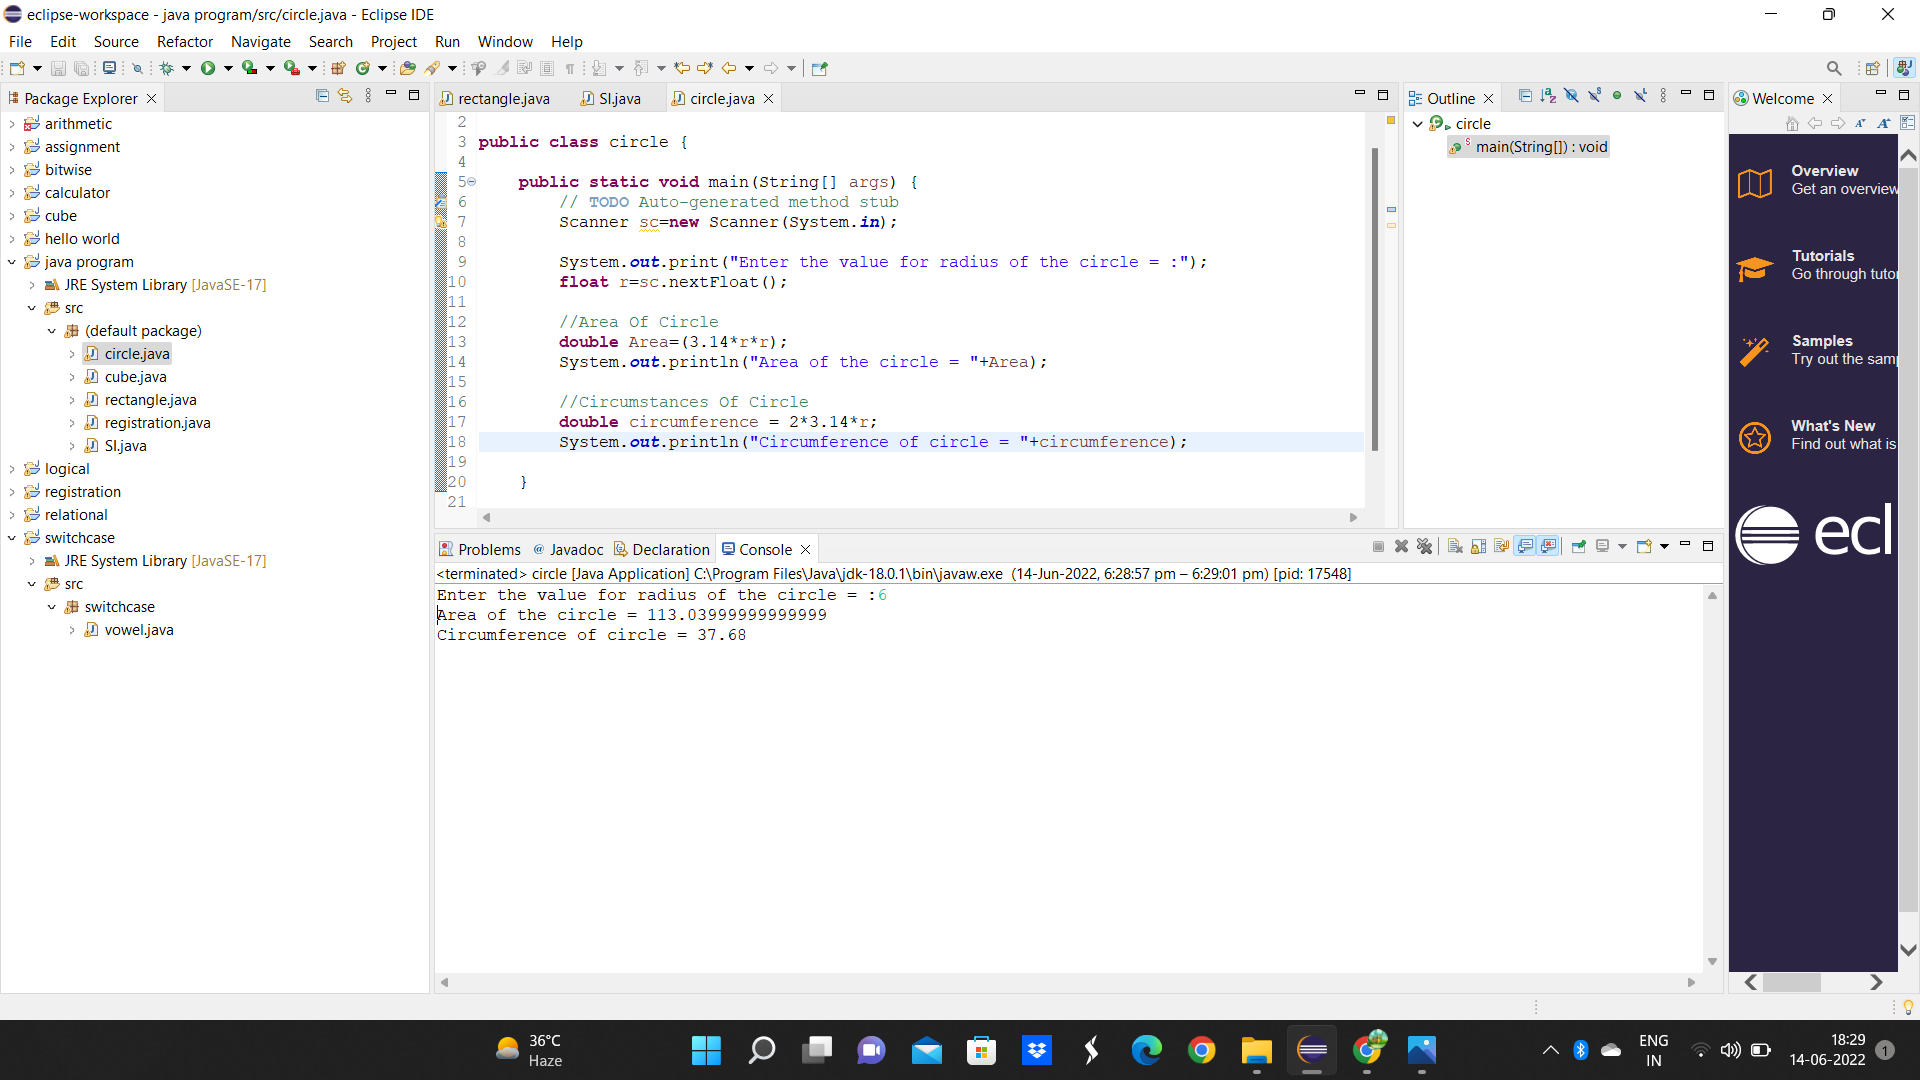 eclipse-workspace - java program/src/circle.java - Eclipse IDE
File Edit Source Refactor Navigate Search Project Run Window Help
Package Explorer
arithmetic
assignment
bitwise
calculator
cube
hello world
java program
JRE System Library [JavaSE-17]
src
(default package)
circle.java
cube.java
rectangle.java
registration.java
SI.java
logical
registration
relational
switchcase
JRE System Library [JavaSE-17]
src
switchcase
vowel.java
rectangle.java SI.java circle.java
2
3 public class circle {
4
5 public static void main(String[] args) {
6 // TODO Auto-generated method stub
7 Scanner sc=new Scanner(System.in);
8
9 System.out.print("Enter the value for radius of the circle = :");
10 float r=sc.nextFloat();
11
12 //Area Of Circle
13 double Area=(3.14*r*r);
14 System.out.println("Area of the circle = "+Area);
15
16 //Circumstances Of Circle
17 double circumference = 2*3.14*r;
18 System.out.println("Circumference of circle = "+circumference);
19
20 }
21
Problems Javadoc Declaration Console
<terminated> circle [Java Application] C:\Program Files\Java\jdk-18.0.1\bin\javaw.exe (14-Jun-2022, 6:28:57 pm – 6:29:01 pm) [pid: 17548]
Enter the value for radius of the circle = :6
Area of the circle = 113.03999999999999
Circumference of circle = 37.68
Outline
circle
main(String[]) : void
Welcome
Overview
Get an overview
Tutorials
Go through tutor
Samples
Try out the sam
What's New
Find out what is
ecl
36°C
Haze
ENG
IN
18:29
14-06-2022
1